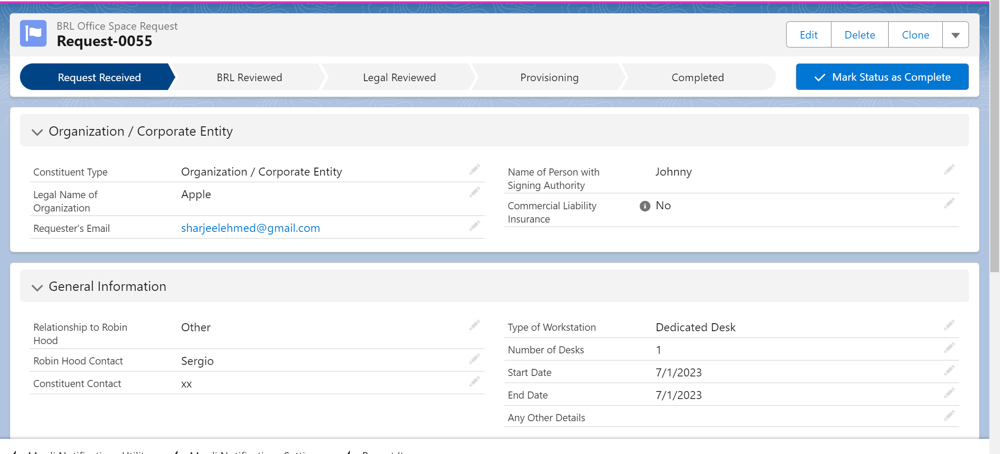 BRL Office Space Request
Request-0055
Edit
Delete
Clone
Request Received
BRL Reviewed
Legal Reviewed
Provisioning
Completed
Mark Status as Complete
Organization / Corporate Entity
Constituent Type
Organization / Corporate Entity
Legal Name of
Organization
Apple
Requester's Email
sharjeelehmed@gmail.com
Name of Person with
Signing Authority
Johnny
Commercial Liability
Insurance
No
General Information
Relationship to Robin
Hood
Other
Robin Hood Contact
Sergio
Constituent Contact
xx
Type of Workstation
Dedicated Desk
Number of Desks
1
Start Date
7/1/2023
End Date
7/1/2023
Any Other Details